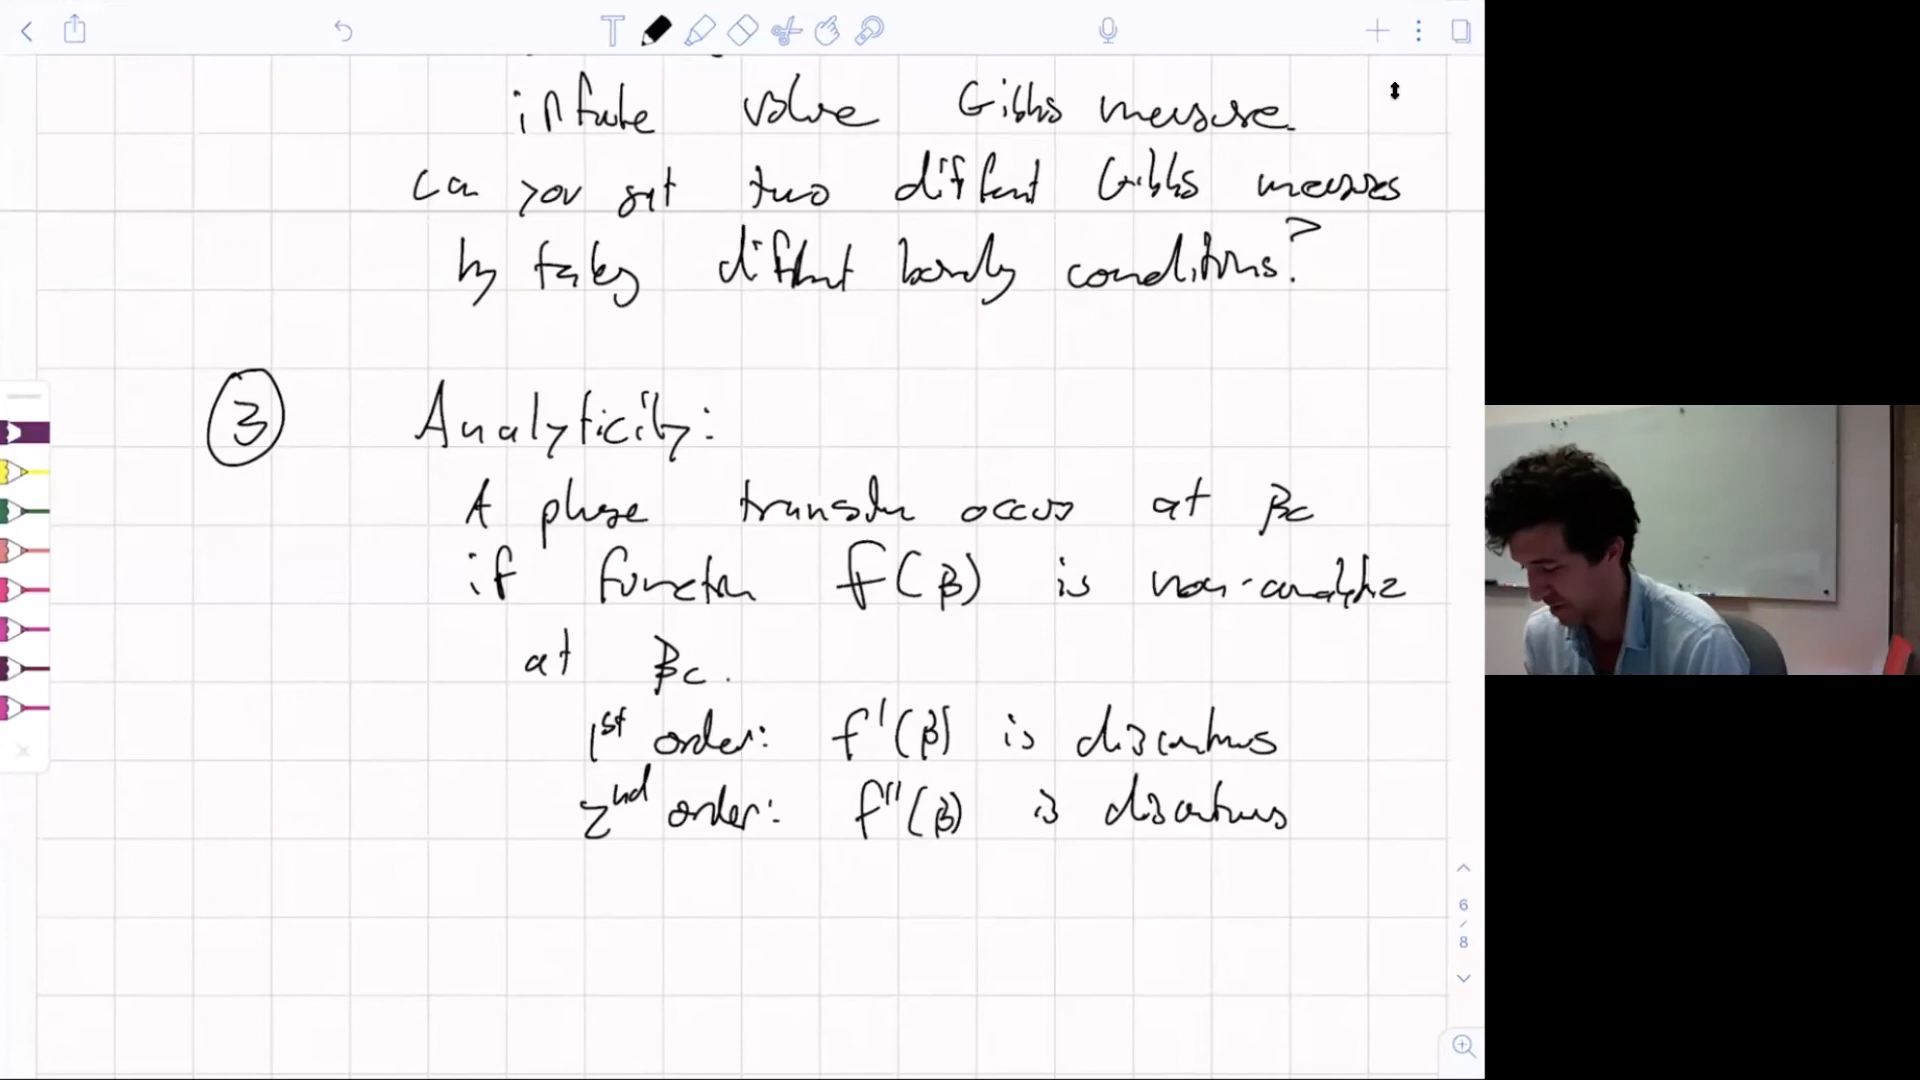 infinite volume Gibbs measure.
can you get two different Gibbs measures
by taking different boundary conditions?
③ Analyticity:
A phase transition occurs at βc
if function f(β) is non-analytic
at βc.
1st order: f'(β) is discontinuous
2nd order: f''(β) is discontinuous
6
/
8